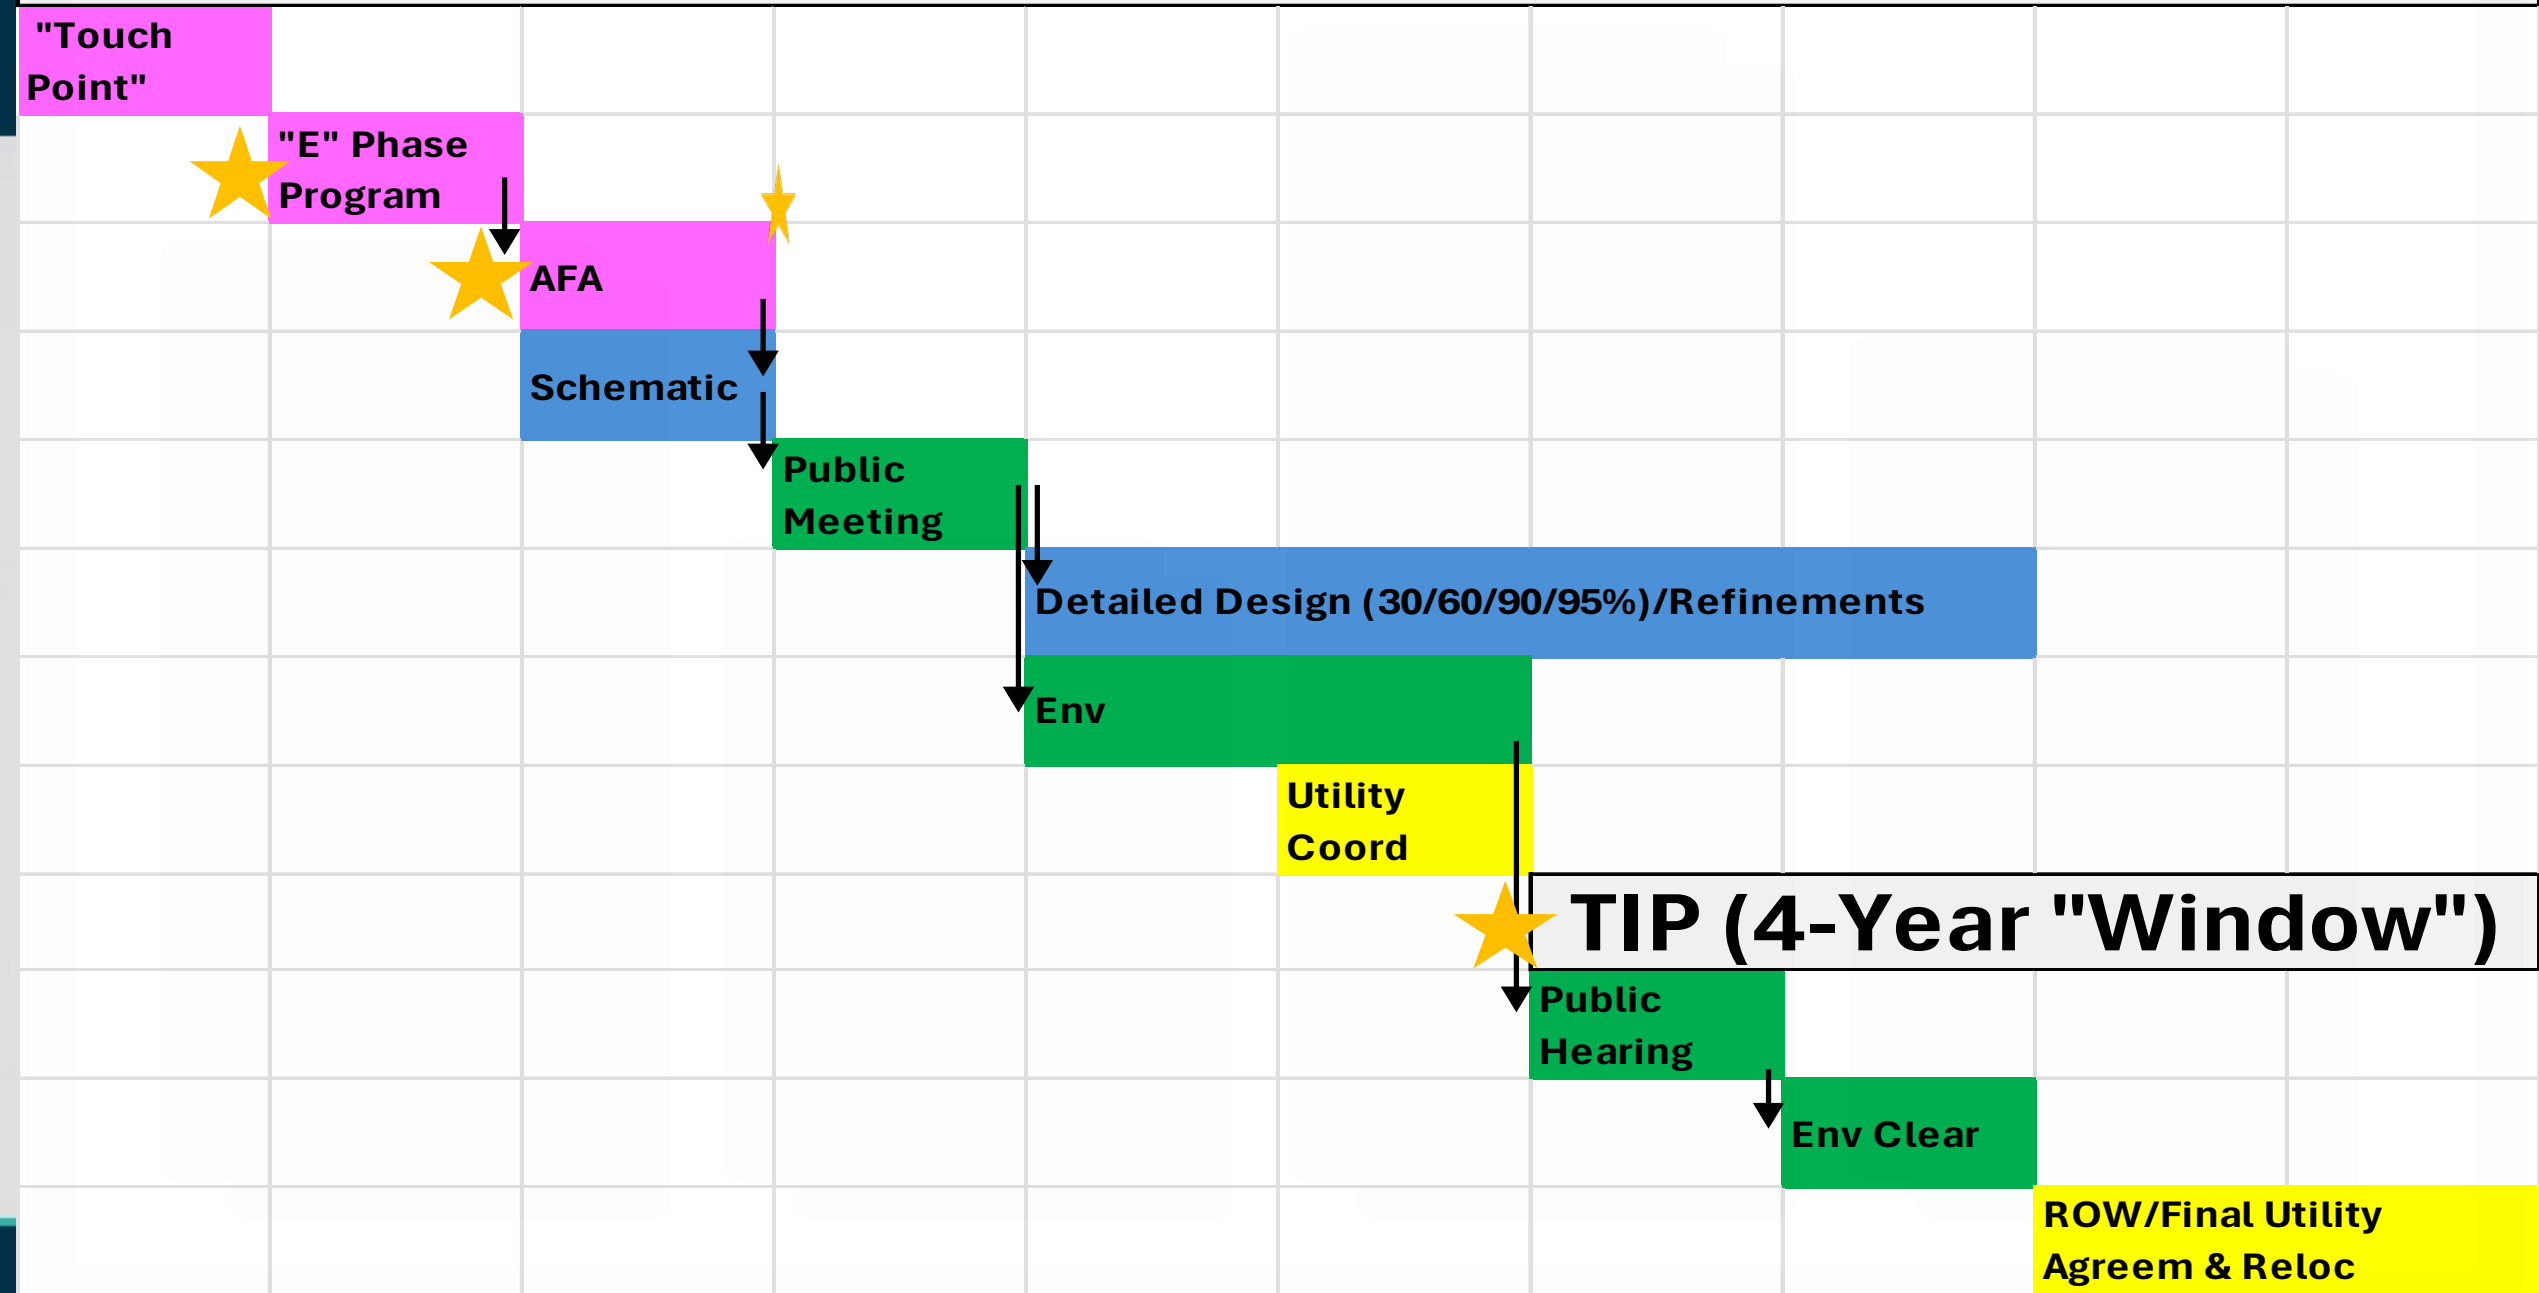 "Touch
Point"
"E" Phase
Program
AFA
Schematic
Public
Meeting
Detailed Design (30/60/90/95%)/Refinements
Env
Utility
Coord
TIP (4-Year "Window")
Public
Hearing
Env Clear
ROW/Final Utility
Agreem & Reloc